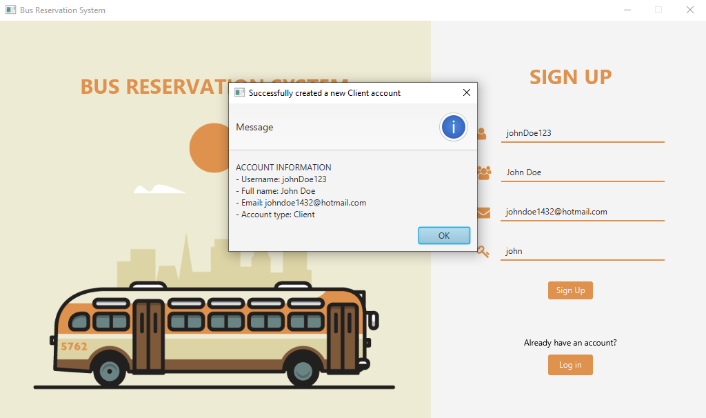 Bus Reservation System
BUS RESERVATION SYSTEM
5762
Successfully created a new Client account
Message
ACCOUNT INFORMATION
- Username: johnDoe123
- Full name: John Doe
- Email: johndoe1432@hotmail.com
- Account type: Client
OK
SIGN UP
johnDoe123
John Doe
johndoe1432@hotmail.com
john
Sign Up
Already have an account?
Log in